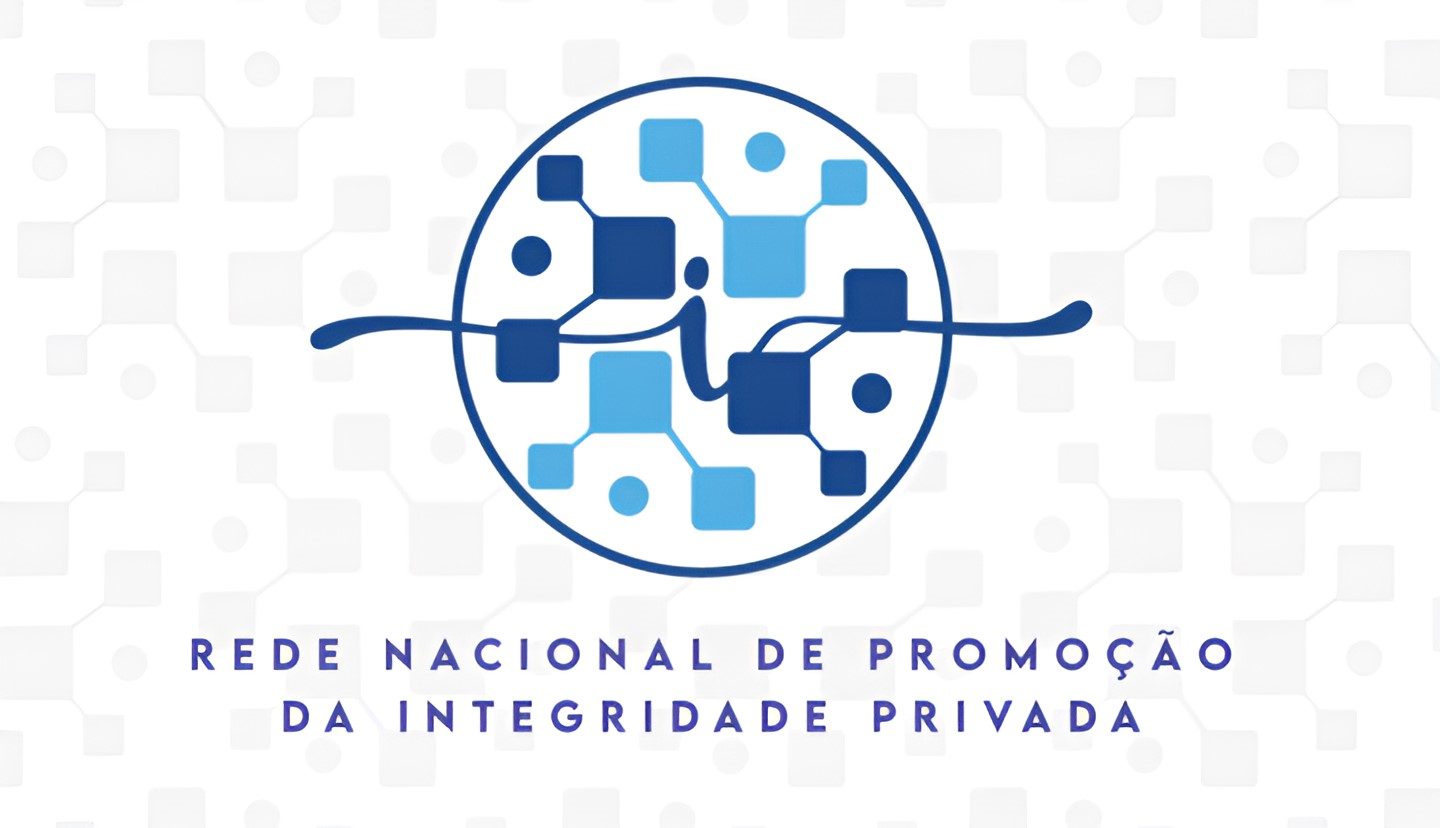 REDE NACIONAL DE PROMOÇÃO
DA INTEGRIDADE PRIVADA